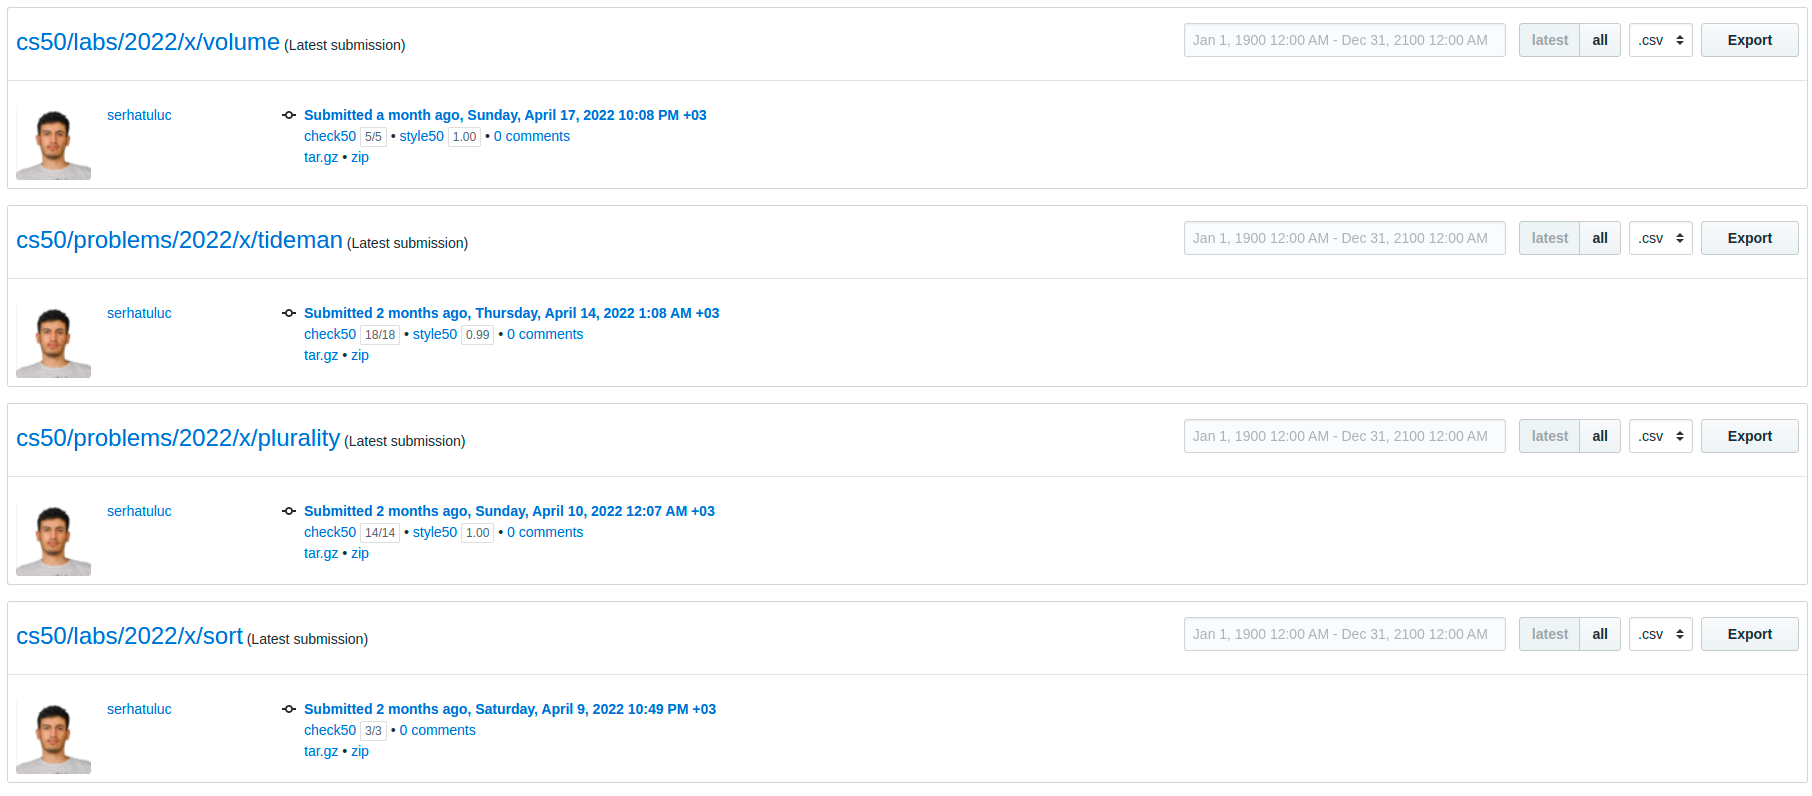 cs50/labs/2022/x/volume (Latest submission) Jan 1, 1900 12:00 AM - Dec 31, 2100 12:00 AM latest all .csv Export
serhatuluc Submitted a month ago, Sunday, April 17, 2022 10:08 PM +03
check50 5/5 • style50 1.00 • 0 comments
tar.gz • zip
cs50/problems/2022/x/tideman (Latest submission) Jan 1, 1900 12:00 AM - Dec 31, 2100 12:00 AM latest all .csv Export
serhatuluc Submitted 2 months ago, Thursday, April 14, 2022 1:08 AM +03
check50 18/18 • style50 0.99 • 0 comments
tar.gz • zip
cs50/problems/2022/x/plurality (Latest submission) Jan 1, 1900 12:00 AM - Dec 31, 2100 12:00 AM latest all .csv Export
serhatuluc Submitted 2 months ago, Sunday, April 10, 2022 12:07 AM +03
check50 14/14 • style50 1.00 • 0 comments
tar.gz • zip
cs50/labs/2022/x/sort (Latest submission) Jan 1, 1900 12:00 AM - Dec 31, 2100 12:00 AM latest all .csv Export
serhatuluc Submitted 2 months ago, Saturday, April 9, 2022 10:49 PM +03
check50 3/3 • 0 comments
tar.gz • zip